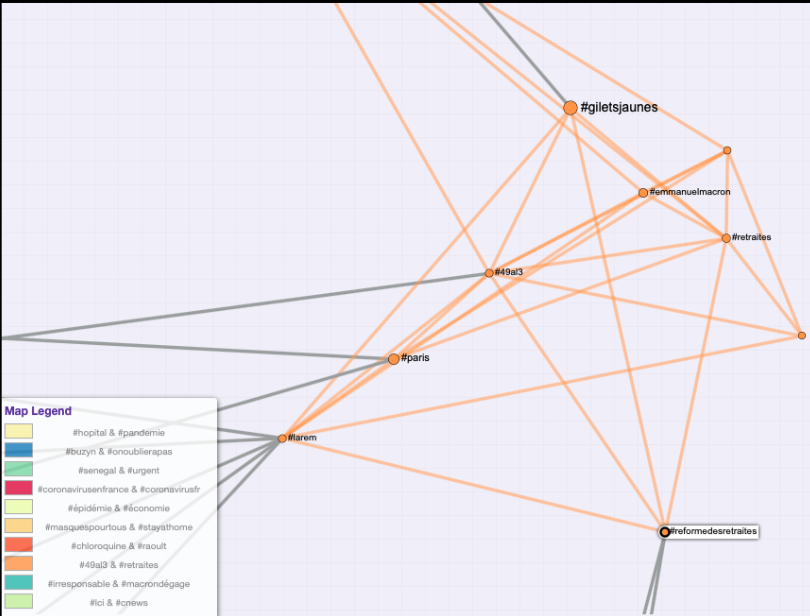 #giletsjaunes
#emmanuelmacron
#retraites
#49al3
#paris
#larem
#reformedesretraites
Map Legend
#hopital & #pandemie
#buzyn & #onoublierapas
#senegal & #urgent
#coronavirusenfrance & #coronavirusfr
#épidémie & #économie
#masquespourtous & #stayathome
#chloroquine & #raoult
#49al3 & #retraites
#irresponsable & #macrondégage
#lci & #cnews